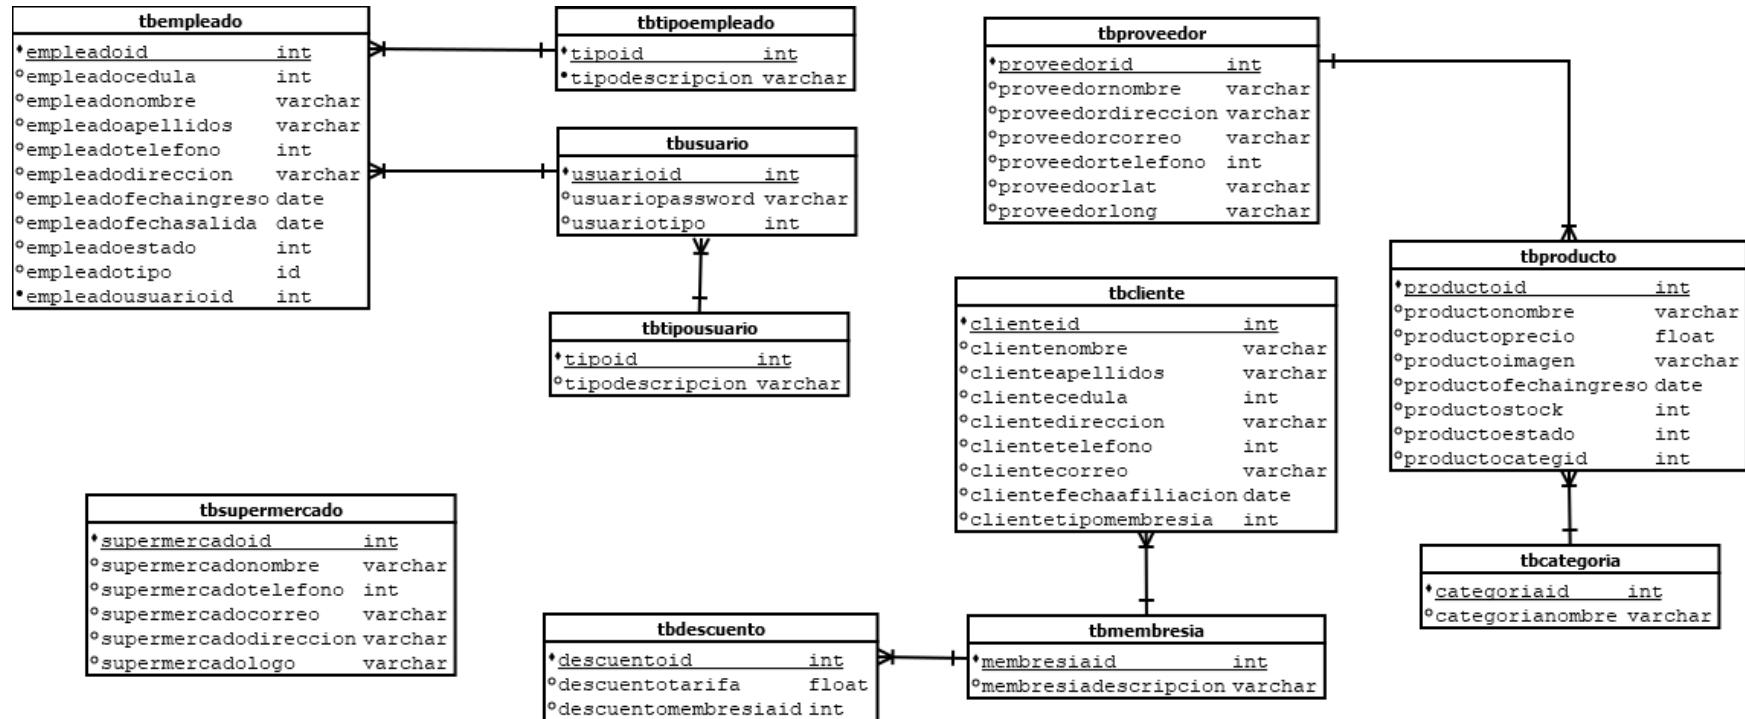 tbempleado
empleadoid int
empleadocedula int
empleadonombre varchar
empleadoapellidos varchar
empleadotelefono int
empleadodireccion varchar
empleadofechaingreso date
empleadofechasalida date
empleadoestado int
empleadotipo id
empleadousuarioid int
tbtipoempleado
tipoid int
tipodescripcion varchar
tbusuario
usuarioid int
usuariopassword varchar
usuariotipo int
tbtipousuario
tipoid int
tipodescripcion varchar
tbproveedor
proveedorid int
proveedornombre varchar
proveedordireccion varchar
proveedorcorreo varchar
proveedortelefono int
proveedoorlat varchar
proveedorlong varchar
tbproducto
productoid int
productonombre varchar
productoprecio float
productoimagen varchar
productofechaingreso date
productostock int
productoestado int
productocategid int
tbcliente
clienteid int
clientenombre varchar
clienteapellidos varchar
clientecedula int
clientedireccion varchar
clientetelefono int
clientecorreo varchar
clientefechaafiliacion date
clientetipomembresia int
tbsupermercado
supermercadoid int
supermercadonombre varchar
supermercadotelefono int
supermercadocorreo varchar
supermercadodireccion varchar
supermercadologo varchar
tbdescuento
descuentoid int
descuentotarifa float
descuentomembresiaid int
tbmembresia
membresiaid int
membresiadescripcion varchar
tbcategoria
categoriaid int
categorianombre varchar